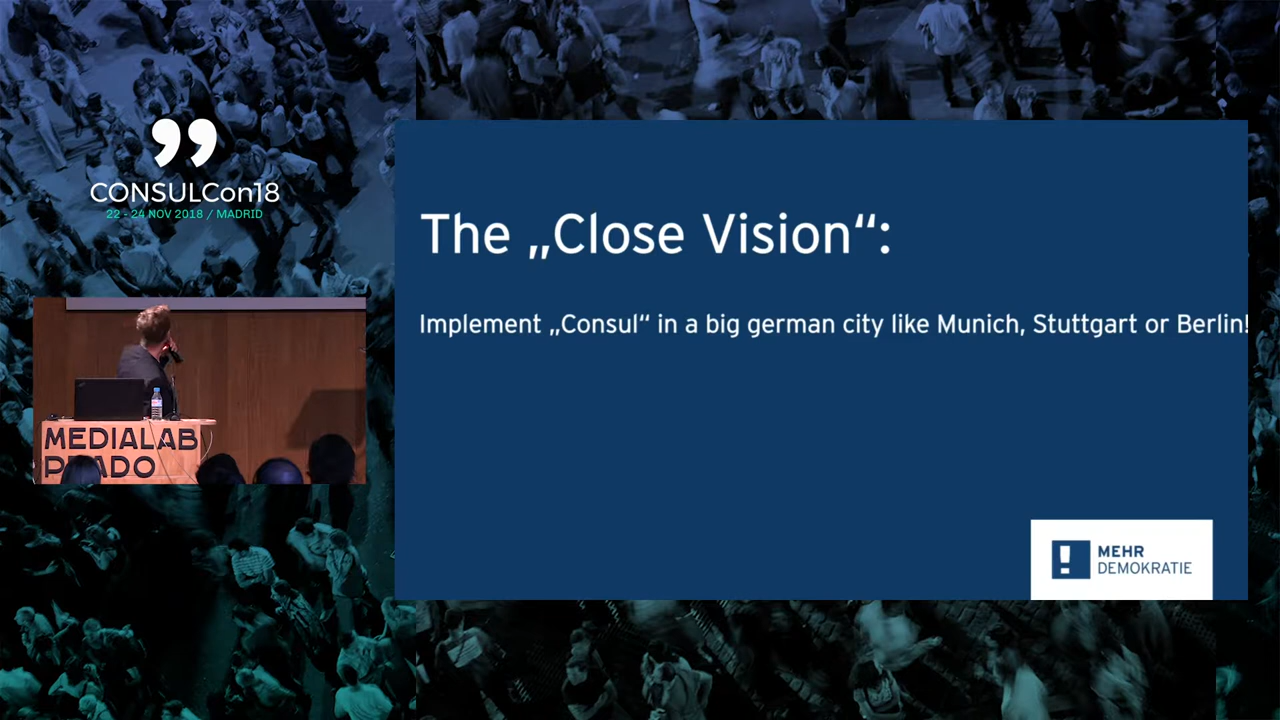 CONSULCon18
22 - 24 NOV 2018 / MADRID
The „Close Vision“:
Implement „Consul“ in a big german city like Munich, Stuttgart or Berlin!
MEDIALAB
PRADO
MEHR
DEMOKRATIE